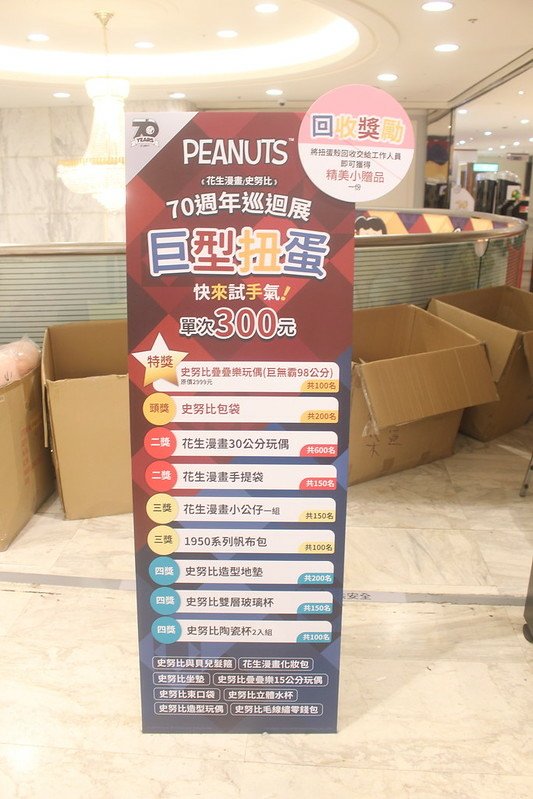 70
YEARS
PEANUTS™
《花生漫畫/史努比》
70週年巡迴展
巨型扭蛋
快來試手氣！
單次300元
回收獎勵
將扭蛋殼回收交給工作人員
即可獲得
精美小贈品
一份
特獎
史努比疊疊樂玩偶(巨無霸98公分)
原價2999元
共100名
頭獎 史努比包袋 共200名
二獎 花生漫畫30公分玩偶 共600名
二獎 花生漫畫手提袋 共150名
三獎 花生漫畫小公仔一組 共150名
三獎 1950系列帆布包 共100名
四獎 史努比造型地墊 共200名
四獎 史努比雙層玻璃杯 共150名
四獎 史努比陶瓷杯2入組 共100名
史努比與貝兒髮箍 花生漫畫化妝包
史努比坐墊 史努比疊疊樂15公分玩偶
史努比束口袋 史努比立體水杯
史努比造型玩偶 史努比毛線繡零錢包
安全